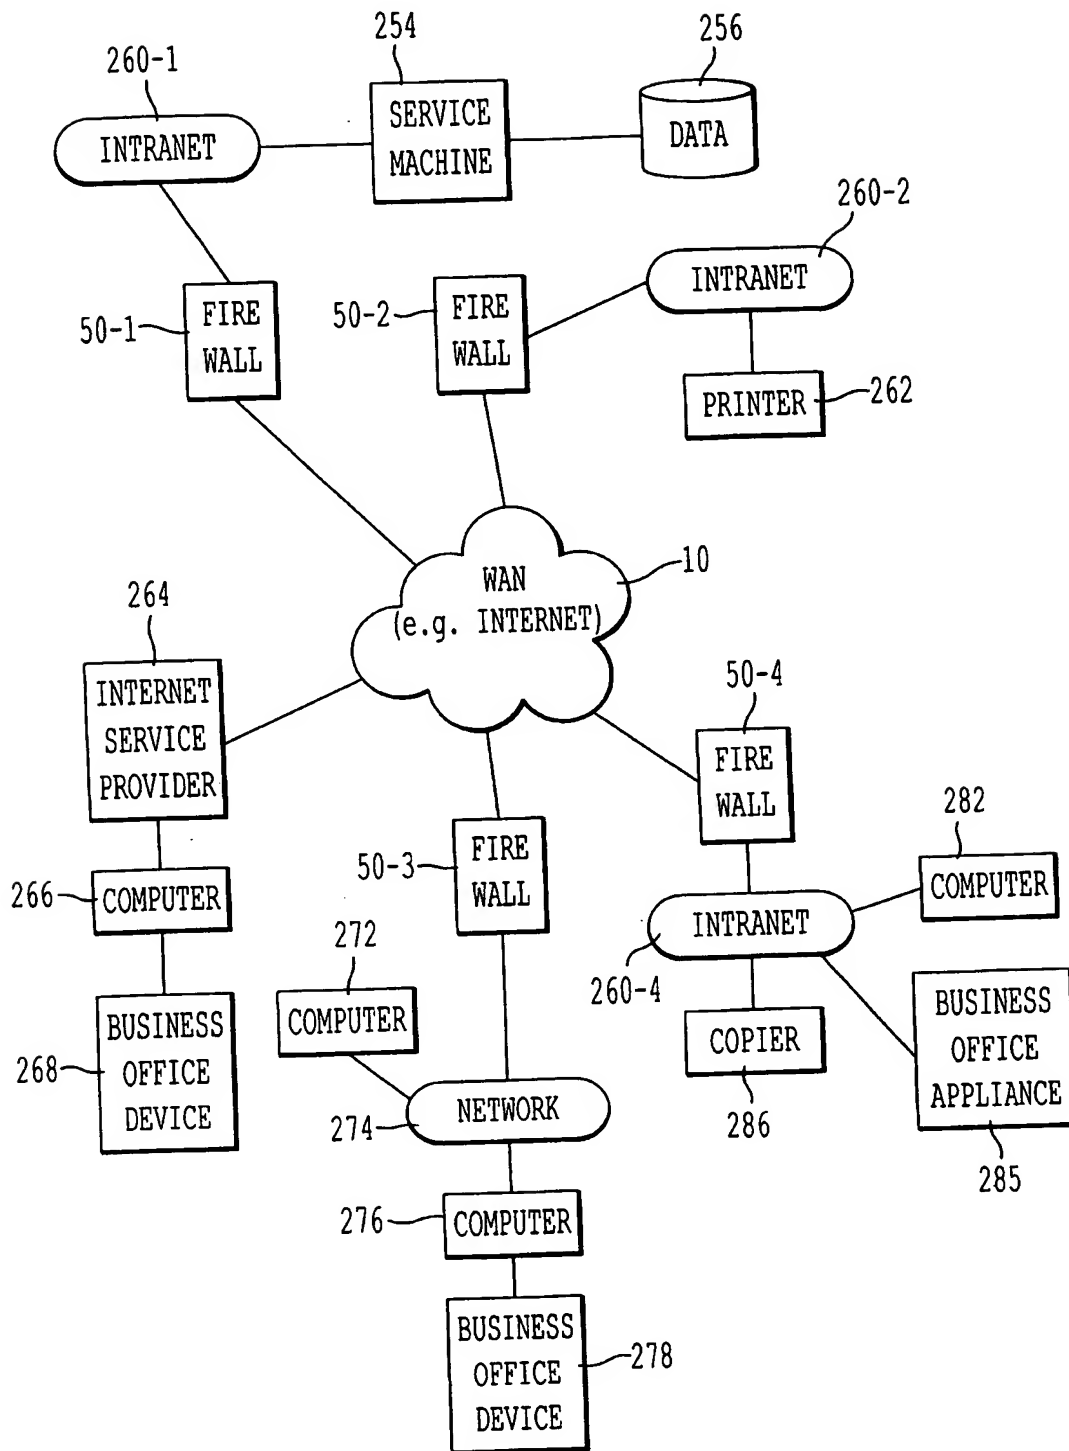 254
256
260-1
SERVICE
MACHINE
INTRANET
DATA
260-2
INTRANET
50-1
FIRE
WALL
50-2
FIRE
WALL
PRINTER
262
WAN
(e.g. INTERNET)
10
264
INTERNET
SERVICE
PROVIDER
50-4
FIRE
WALL
282
COMPUTER
266
COMPUTER
50-3
FIRE
WALL
INTRANET
260-4
272
COMPUTER
268
BUSINESS
OFFICE
DEVICE
COPIER
286
BUSINESS
OFFICE
APPLIANCE
285
NETWORK
274
276
COMPUTER
BUSINESS
OFFICE
DEVICE
278